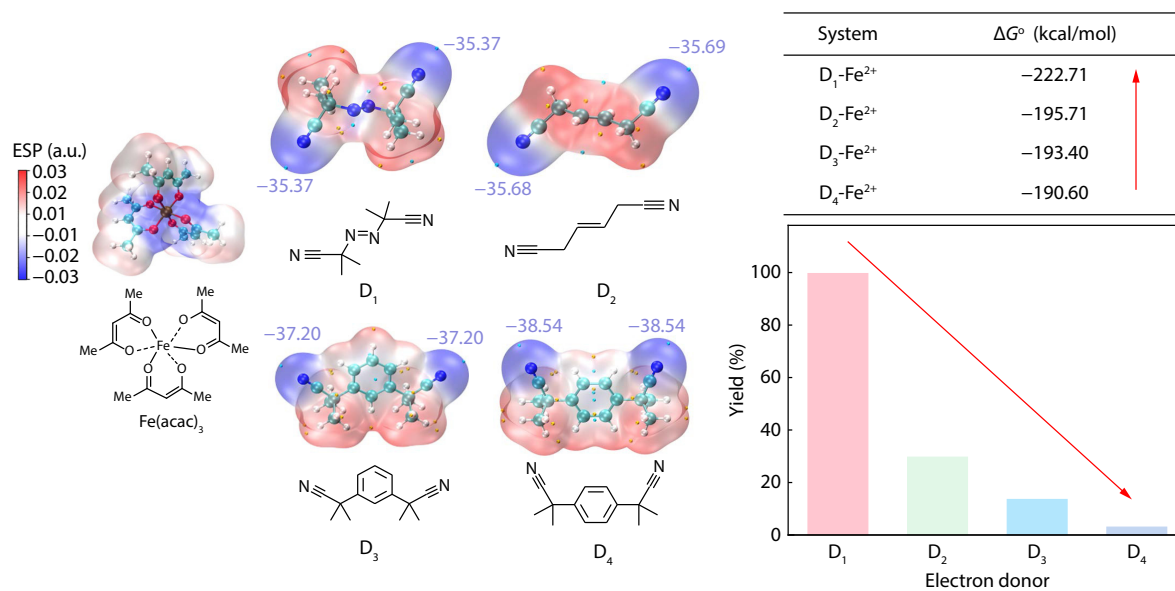 ESP (a.u.)
0.03
0.02
0.01
−0.01
−0.02
−0.03
Me
Me
O
O
O
O
O
O
Fe
Me
Me
Me
Me
Fe(acac)₃
−35.37
−35.37
N
N
N
N
D₁
−35.69
−35.68
N
N
D₂
−37.20
−37.20
N
N
D₃
−38.54
−38.54
N
N
D₄
System ΔG° (kcal/mol)
D₁-Fe²⁺ −222.71
D₂-Fe²⁺ −195.71
D₃-Fe²⁺ −193.40
D₄-Fe²⁺ −190.60
Yield (%)
100
80
60
40
20
0
D₁ D₂ D₃ D₄
Electron donor